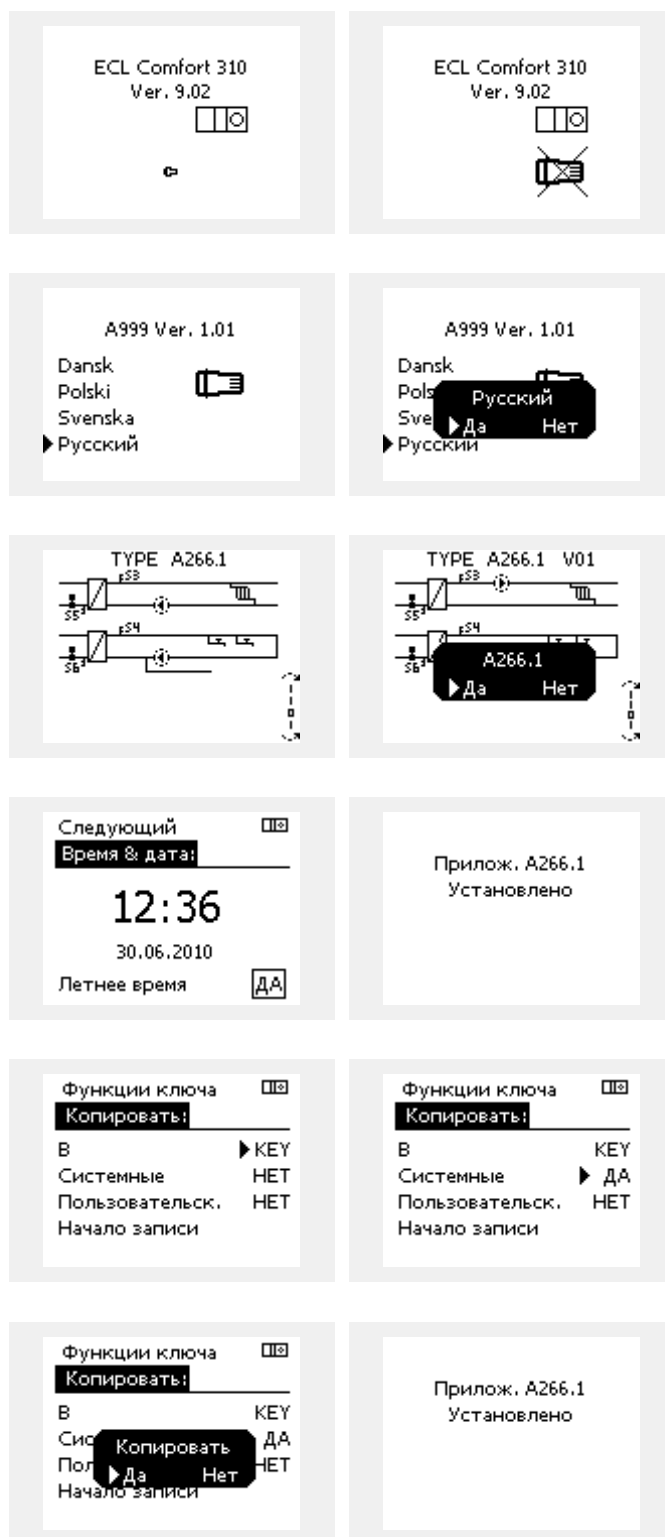 ECL Comfort 310
Ver. 9.02
ECL Comfort 310
Ver. 9.02
A999 Ver. 1.01
Dansk
Polski
Svenska
Русский
A999 Ver. 1.01
Dansk
Pols
Sve
Русский
Русский
Да Нет
TYPE A266.1
S3
S5
S4
S6
TYPE A266.1 V01
S3
S5
S4
S6
A266.1
Да Нет
Следующий
Время & дата:
12:36
30.06.2010
Летнее время ДА
Прилож. A266.1
Установлено
Функции ключа
Копировать:
В KEY
Системные НЕТ
Пользовательск. НЕТ
Начало записи
Функции ключа
Копировать:
В KEY
Системные ДА
Пользовательск. НЕТ
Начало записи
Функции ключа
Копировать:
В KEY
Сис ДА
Пол НЕТ
Начало записи
Копировать
Да Нет
Прилож. A266.1
Установлено